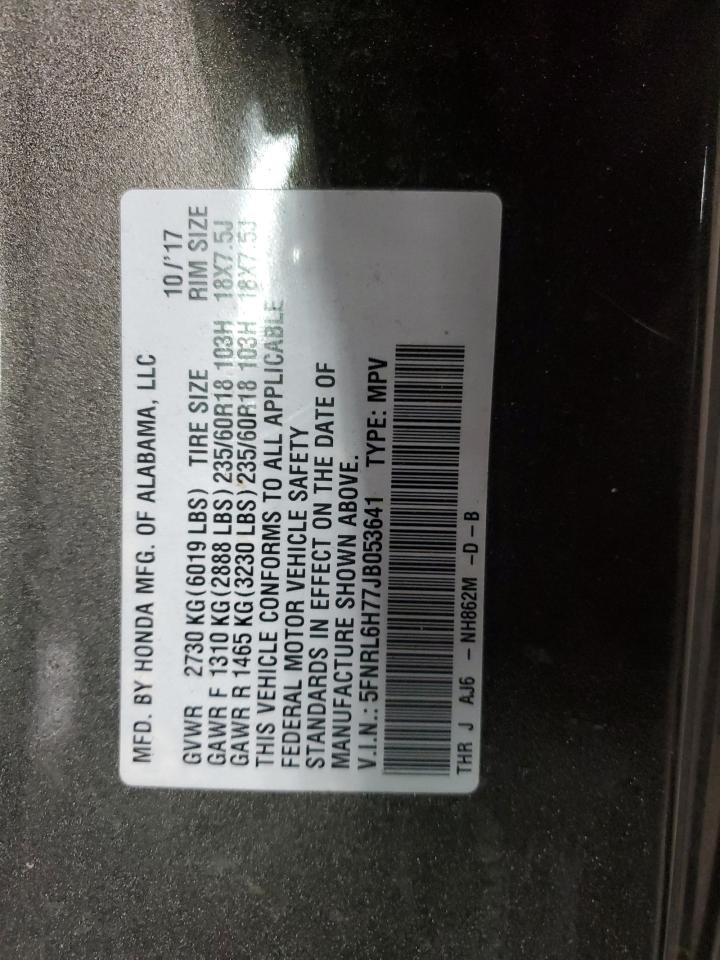 MFD. BY HONDA MFG. OF ALABAMA, LLC 10/'17
GVWR 2730 KG(6019 LBS) TIRE SIZE RIM SIZE
GAWR F 1310 KG(2888 LBS)235/60R18 103H 18X7.5J
GAWR R 1465 KG(3230 LBS)235/60R18 103H 18X7.5J
THIS VEHICLE CONFORMS TO ALL APPLICABLE
FEDERAL MOTOR VEHICLE SAFETY
STANDARDS IN EFFECT ON THE DATE OF
MANUFACTURE SHOWN ABOVE.
V.I.N.: 5FNRL6H77JB053641 TYPE: MPV
THR J AJ6 - NH862M -D-B